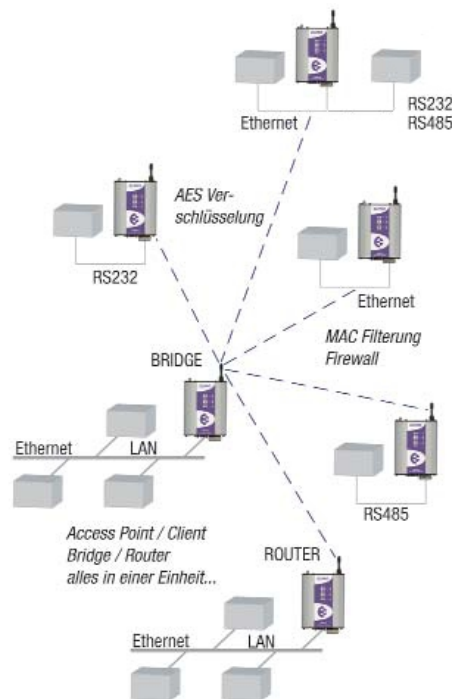 Ethernet
RS232
RS485
AES Ver-
schlüsselung
RS232
Ethernet
MAC Filterung
Firewall
BRIDGE
Ethernet LAN
RS485
Access Point / Client
Bridge / Router
alles in einer Einheit...
ROUTER
Ethernet LAN